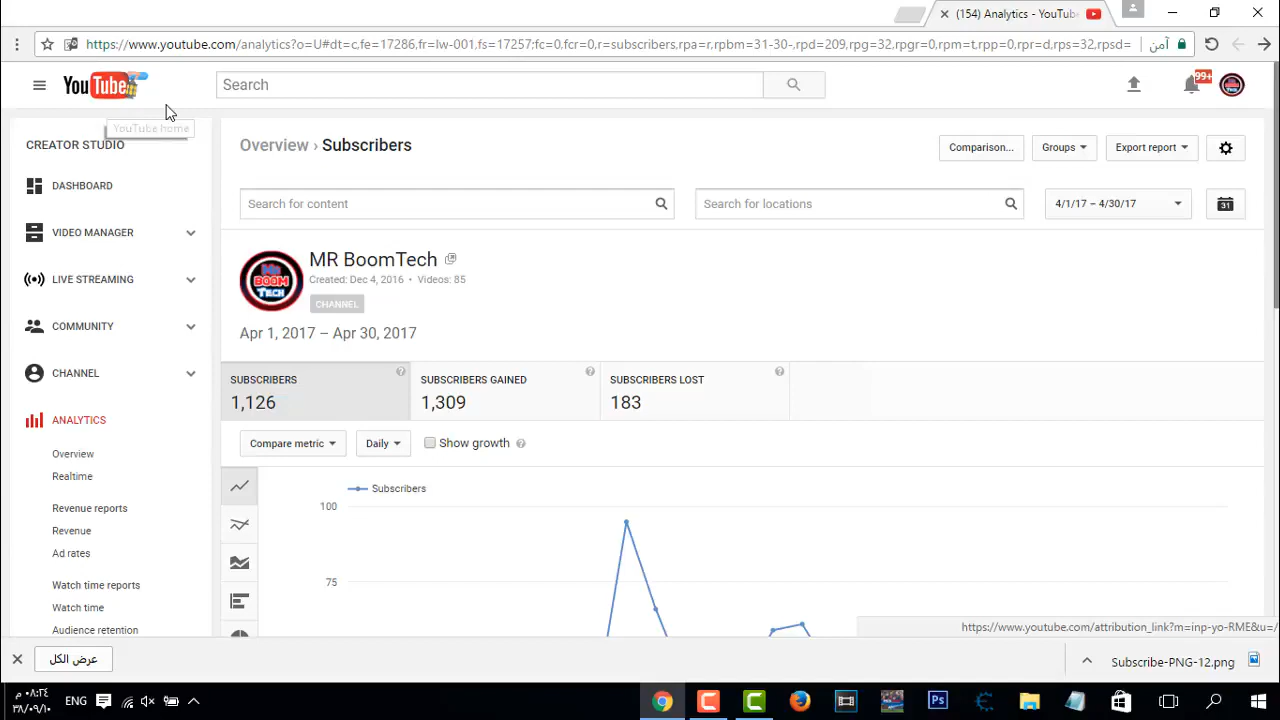 (154) Analytics - YouTube
https://www.youtube.com/analytics?o=U#dt=c,fe=17286,fr=lw-001,fs=17257;fc=0,fcr=0,r=subscribers,rpa=r,rpbm=31-30-,rpd=209,rpg=32,rpgr=0,rpm=t,rpp=0,rpr=d,rps=32,rpsd=
آمن
YouTube
Search
99+
YouTube home
CREATOR STUDIO
DASHBOARD
VIDEO MANAGER
LIVE STREAMING
COMMUNITY
CHANNEL
ANALYTICS
Overview
Realtime
Revenue reports
Revenue
Ad rates
Watch time reports
Watch time
Audience retention
Overview › Subscribers
Comparison...
Groups
Export report
Search for content
Search for locations
4/1/17 – 4/30/17
31
MR BOOM TECH
MR BoomTech
Created: Dec 4, 2016 • Videos: 85
CHANNEL
Apr 1, 2017 – Apr 30, 2017
SUBSCRIBERS
1,126
SUBSCRIBERS GAINED
1,309
SUBSCRIBERS LOST
183
Compare metric
Daily
Show growth
Subscribers
100
75
https://www.youtube.com/attribution_link?m=inp-yo-RME&u=/
عرض الكل
Subscribe-PNG-12.png
ENG
Ps